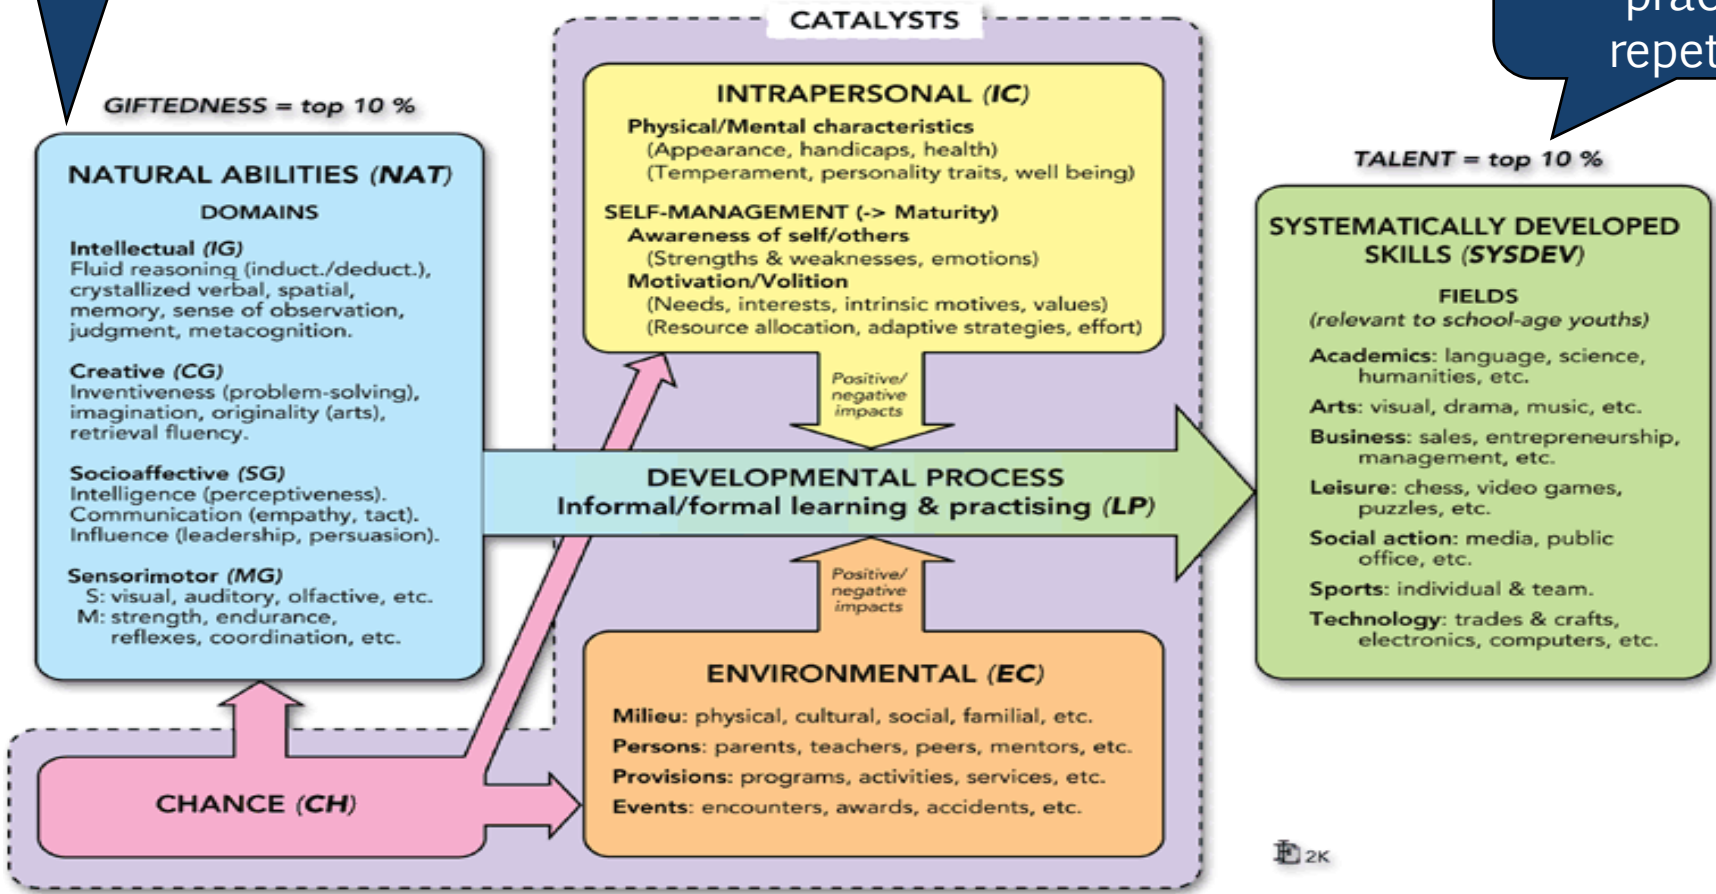 CATALYSTS
repet
GIFTEDNESS = top 10 %
NATURAL ABILITIES (NAT)
DOMAINS
Intellectual (IG)
Fluid reasoning (induct./deduct.),
crystallized verbal, spatial,
memory, sense of observation,
judgment, metacognition.
Creative (CG)
Inventiveness (problem-solving),
imagination, originality (arts),
retrieval fluency.
Socioaffective (SG)
Intelligence (perceptiveness).
Communication (empathy, tact).
Influence (leadership, persuasion).
Sensorimotor (MG)
S: visual, auditory, olfactive, etc.
M: strength, endurance,
reflexes, coordination, etc.
CHANCE (CH)
INTRAPERSONAL (IC)
Physical/Mental characteristics
(Appearance, handicaps, health)
(Temperament, personality traits, well being)
SELF-MANAGEMENT (-> Maturity)
Awareness of self/others
(Strengths & weaknesses, emotions)
Motivation/Volition
(Needs, interests, intrinsic motives, values)
(Resource allocation, adaptive strategies, effort)
Positive/
negative
impacts
DEVELOPMENTAL PROCESS
Informal/formal learning & practising (LP)
Positive/
negative
impacts
ENVIRONMENTAL (EC)
Milieu: physical, cultural, social, familial, etc.
Persons: parents, teachers, peers, mentors, etc.
Provisions: programs, activities, services, etc.
Events: encounters, awards, accidents, etc.
TALENT = top 10 %
SYSTEMATICALLY DEVELOPED
SKILLS (SYSDEV)
FIELDS
(relevant to school-age youths)
Academics: language, science,
humanities, etc.
Arts: visual, drama, music, etc.
Business: sales, entrepreneurship,
management, etc.
Leisure: chess, video games,
puzzles, etc.
Social action: media, public
office, etc.
Sports: individual & team.
Technology: trades & crafts,
electronics, computers, etc.
2K